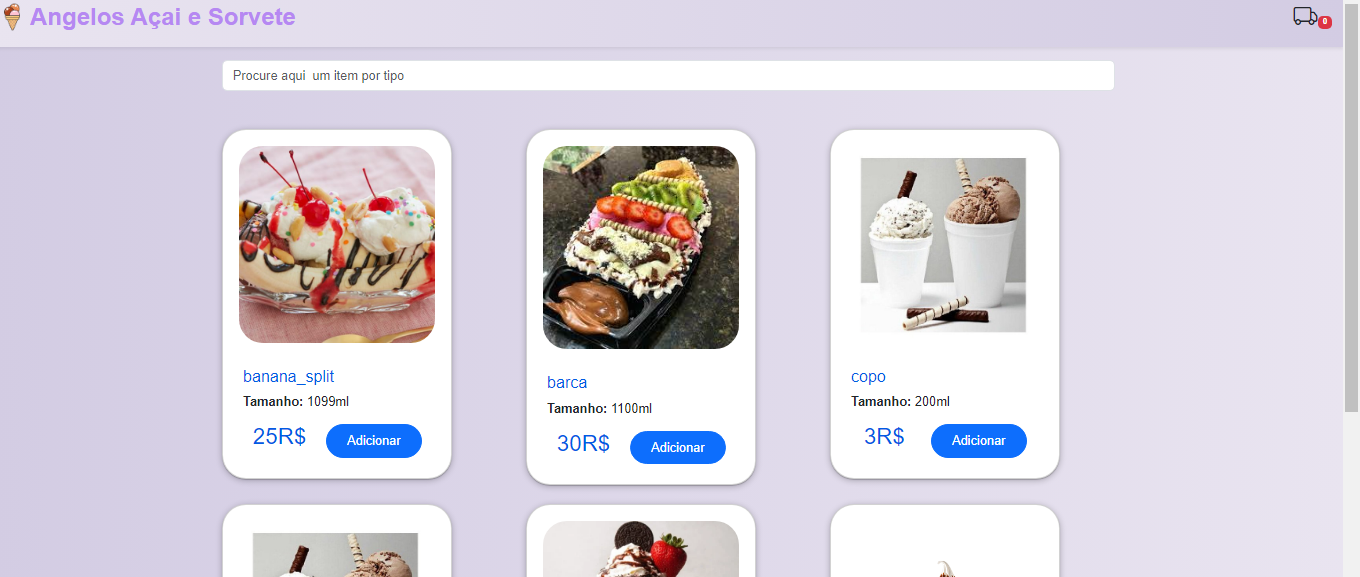 Angelos Açai e Sorvete
0
Procure aqui  um item por tipo
banana_split
Tamanho: 1099ml
25R$ Adicionar
barca
Tamanho: 1100ml
30R$ Adicionar
copo
Tamanho: 200ml
3R$ Adicionar